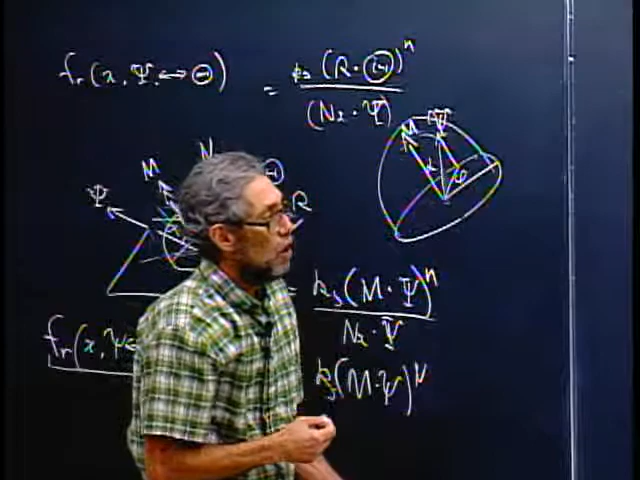 fr(x, Ψ ↔ Θ) = ks (R · Θ)ⁿ / (Nx · Ψ)
M N Θ
Ψ R
M Ψ
α φ
fr(x, Ψ = ks (M · Ψ)ⁿ / Nx · Ψ
ks (M · Ψ)ⁿ